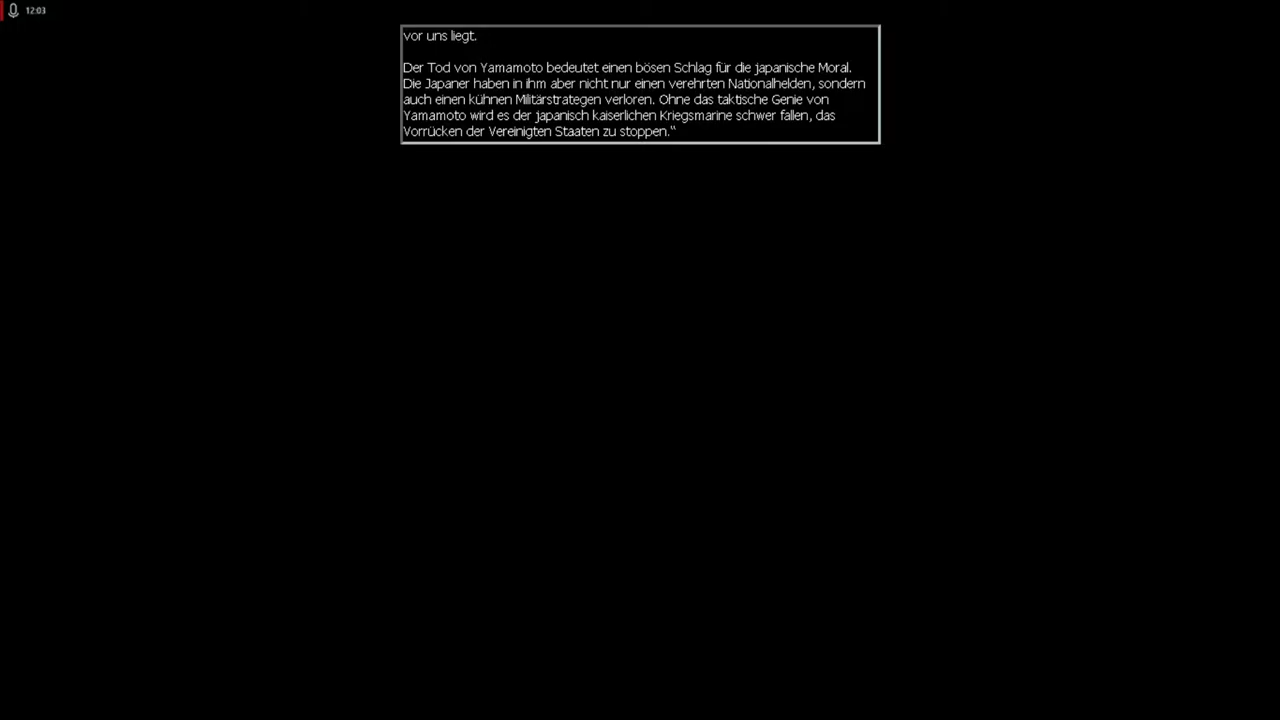 12:03
vor uns liegt.
Der Tod von Yamamoto bedeutet einen bösen Schlag für die japanische Moral.
Die Japaner haben in ihm aber nicht nur einen verehrten Nationalhelden, sondern
auch einen kühnen Militärstrategen verloren. Ohne das taktische Genie von
Yamamoto wird es der japanisch kaiserlichen Kriegsmarine schwer fallen, das
Vorrücken der Vereinigten Staaten zu stoppen.“